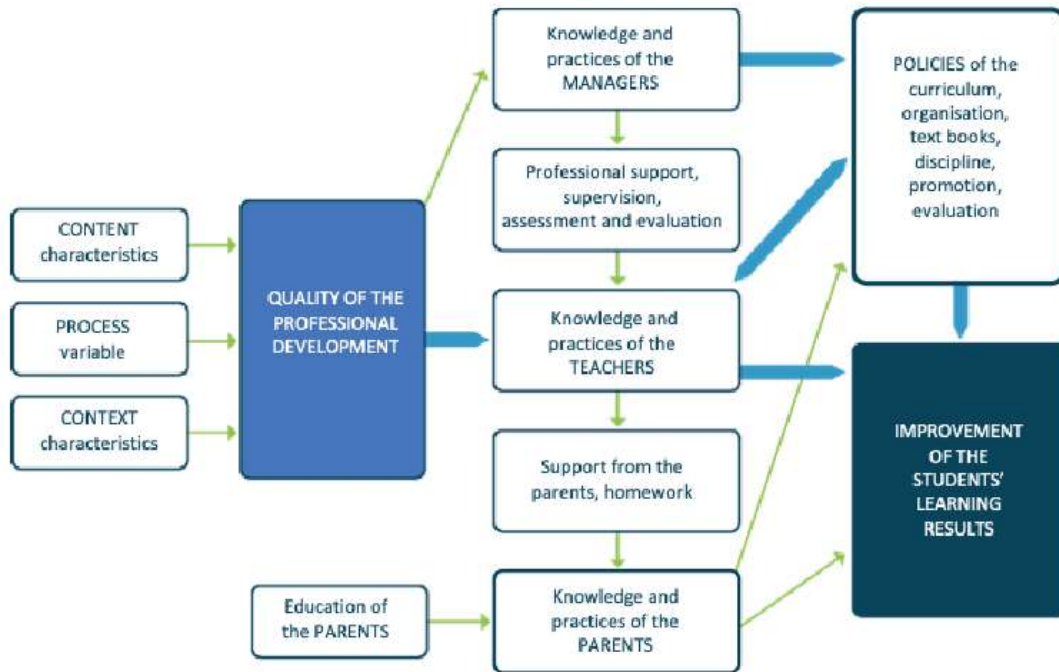 CONTENT
characteristics
PROCESS
variable
CONTEXT
characteristics
QUALITY OF THE
PROFESSIONAL
DEVELOPMENT
Knowledge and
practices of the
MANAGERS
Professional support,
supervision,
assessment and evaluation
Knowledge and
practices of the
TEACHERS
Support from the
parents, homework
Education of
the PARENTS
Knowledge and
practices of the
PARENTS
POLICIES of the
curriculum,
organisation,
text books,
discipline,
promotion,
evaluation
IMPROVEMENT
OF THE
STUDENTS'
LEARNING
RESULTS